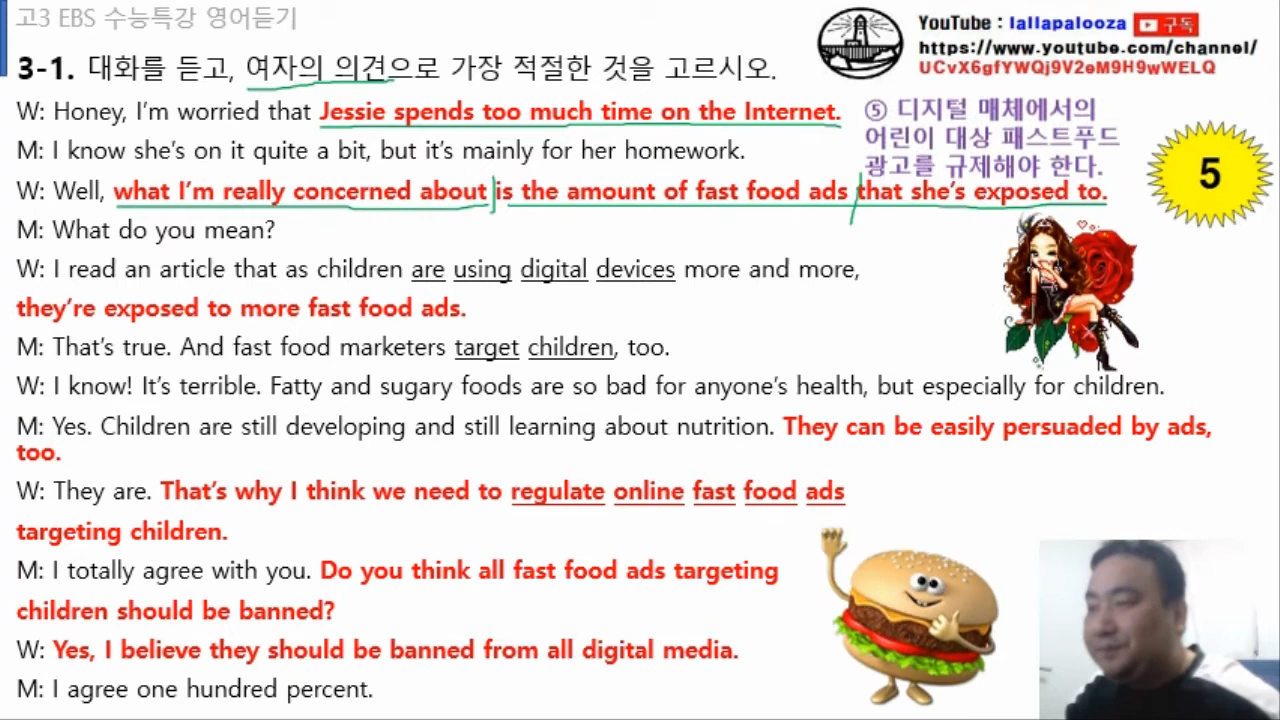 고3 EBS 수능특강 영어듣기
YouTube : lallapalooza 구독
https://www.youtube.com/channel/
UCvX6gfYWQj9V2eM9H9wWELQ
3-1. 대화를 듣고, 여자의 의견으로 가장 적절한 것을 고르시오.
W: Honey, I’m worried that Jessie spends too much time on the Internet.
⑤ 디지털 매체에서의
어린이 대상 패스트푸드
광고를 규제해야 한다.
5
M: I know she’s on it quite a bit, but it’s mainly for her homework.
W: Well, what I’m really concerned about is the amount of fast food ads that she’s exposed to.
M: What do you mean?
W: I read an article that as children are using digital devices more and more,
they’re exposed to more fast food ads.
M: That’s true. And fast food marketers target children, too.
W: I know! It’s terrible. Fatty and sugary foods are so bad for anyone’s health, but especially for children.
M: Yes. Children are still developing and still learning about nutrition. They can be easily persuaded by ads,
too.
W: They are. That’s why I think we need to regulate online fast food ads
targeting children.
M: I totally agree with you. Do you think all fast food ads targeting
children should be banned?
W: Yes, I believe they should be banned from all digital media.
M: I agree one hundred percent.